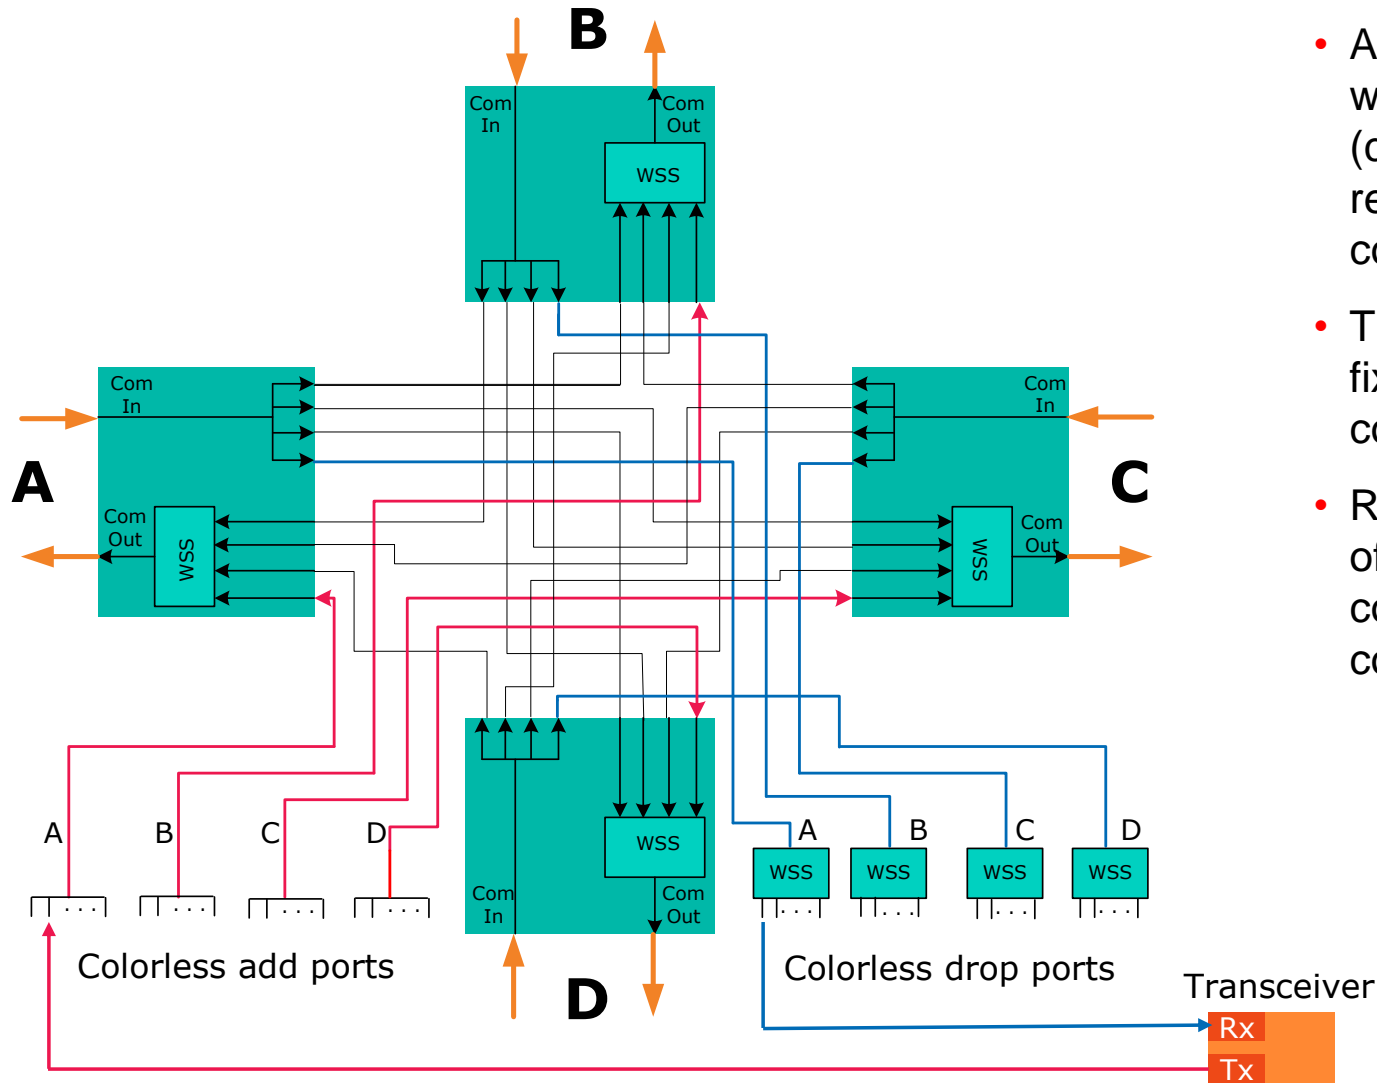 B
Com
In
Com
Out
WSS
Com
In
A
Com
Out
WSS
Com
In
C
Com
Out
WSS
A
B
C
D
WSS
Com
In
Com
Out
D
A
B
C
D
WSS
WSS
WSS
WSS
. . .
. . .
. . .
. . .
. . .
. . .
. . .
. . .
Colorless add ports
Colorless drop ports
Transceiver
Rx
Tx
• A
(
• T
• R